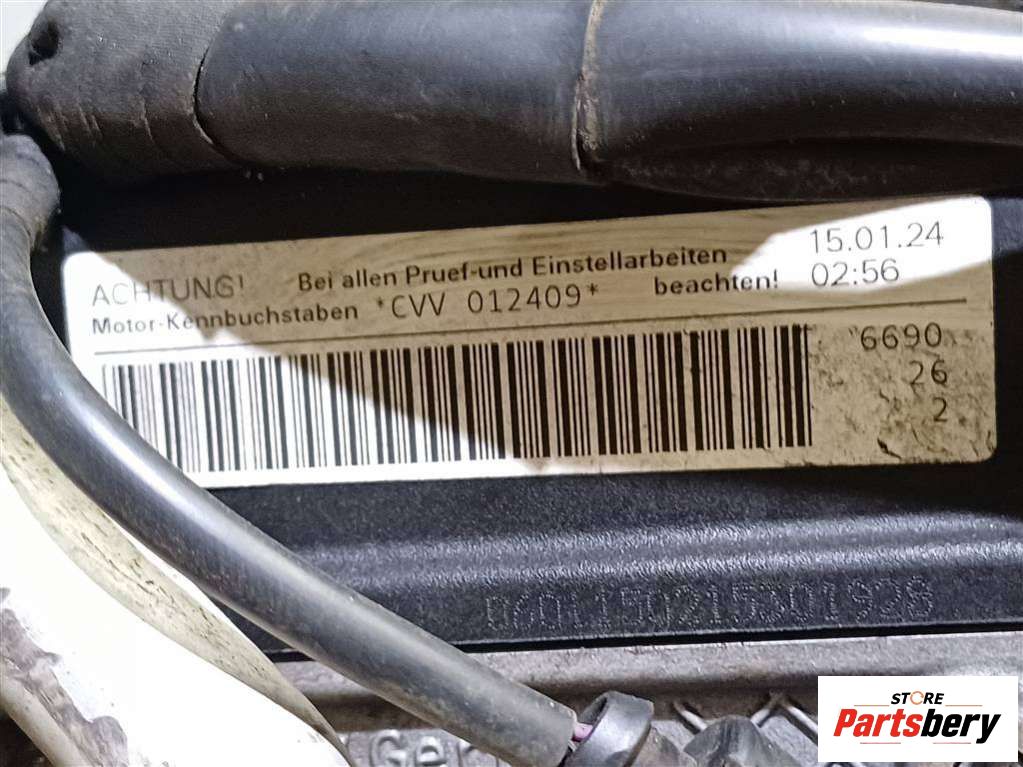 ACHTUNG! Bei allen Pruef-und Einstellarbeiten 15.01.24
Motor-Kennbuchstaben *CVV 012409* beachten! 02:56
6690
26
2
STORE
Partsbery